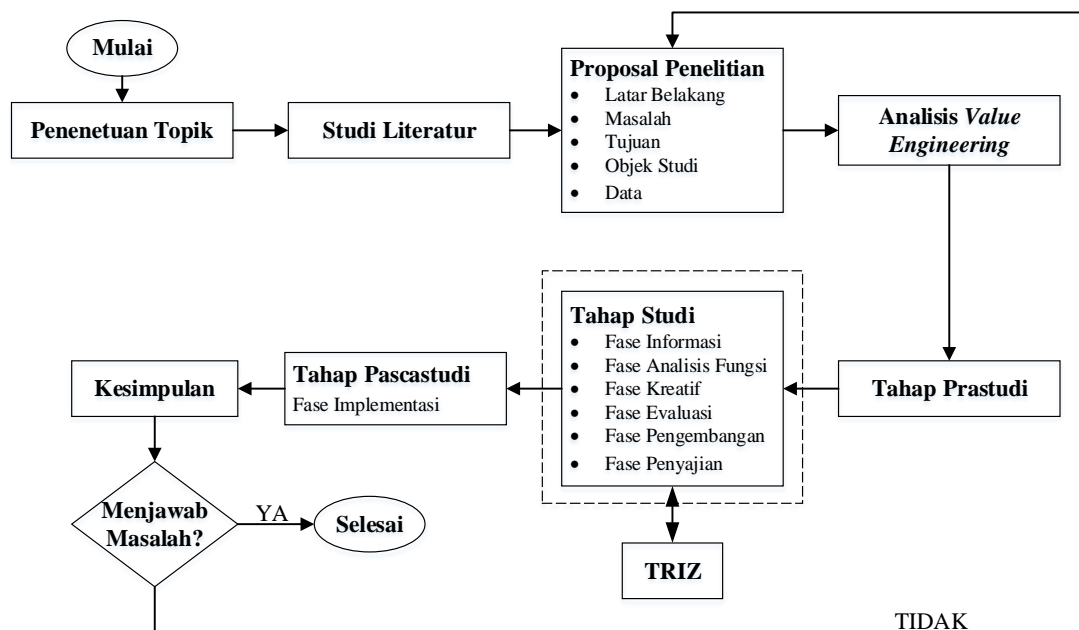 Mulai
Penenetuan Topik
Studi Literatur
Proposal Penelitian
• Latar Belakang
• Masalah
• Tujuan
• Objek Studi
• Data
Analisis Value
Engineering
Tahap Prastudi
Tahap Studi
• Fase Informasi
• Fase Analisis Fungsi
• Fase Kreatif
• Fase Evaluasi
• Fase Pengembangan
• Fase Penyajian
TRIZ
Tahap Pascastudi
Fase Implementasi
Kesimpulan
Menjawab
Masalah?
YA
Selesai
TIDAK